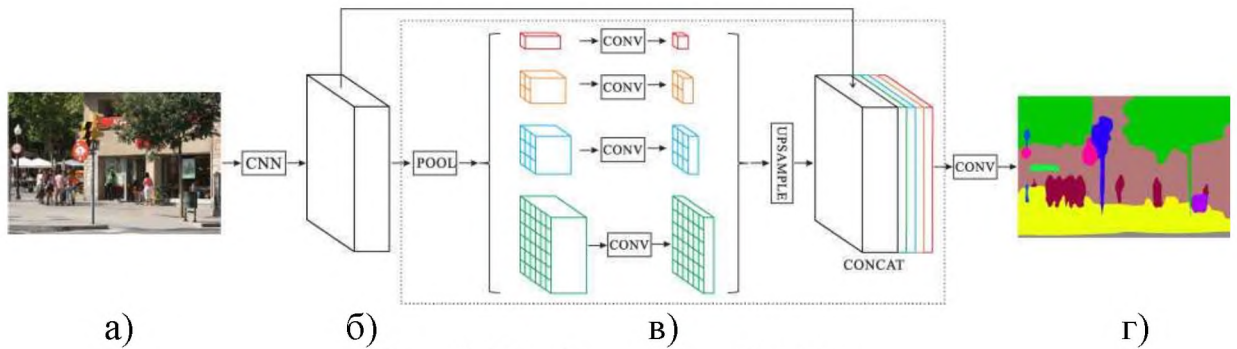 CNN
POOL
CONV
CONV
CONV
CONV
UPSAMPLE
CONCAT
CONV
а)
б)
в)
г)